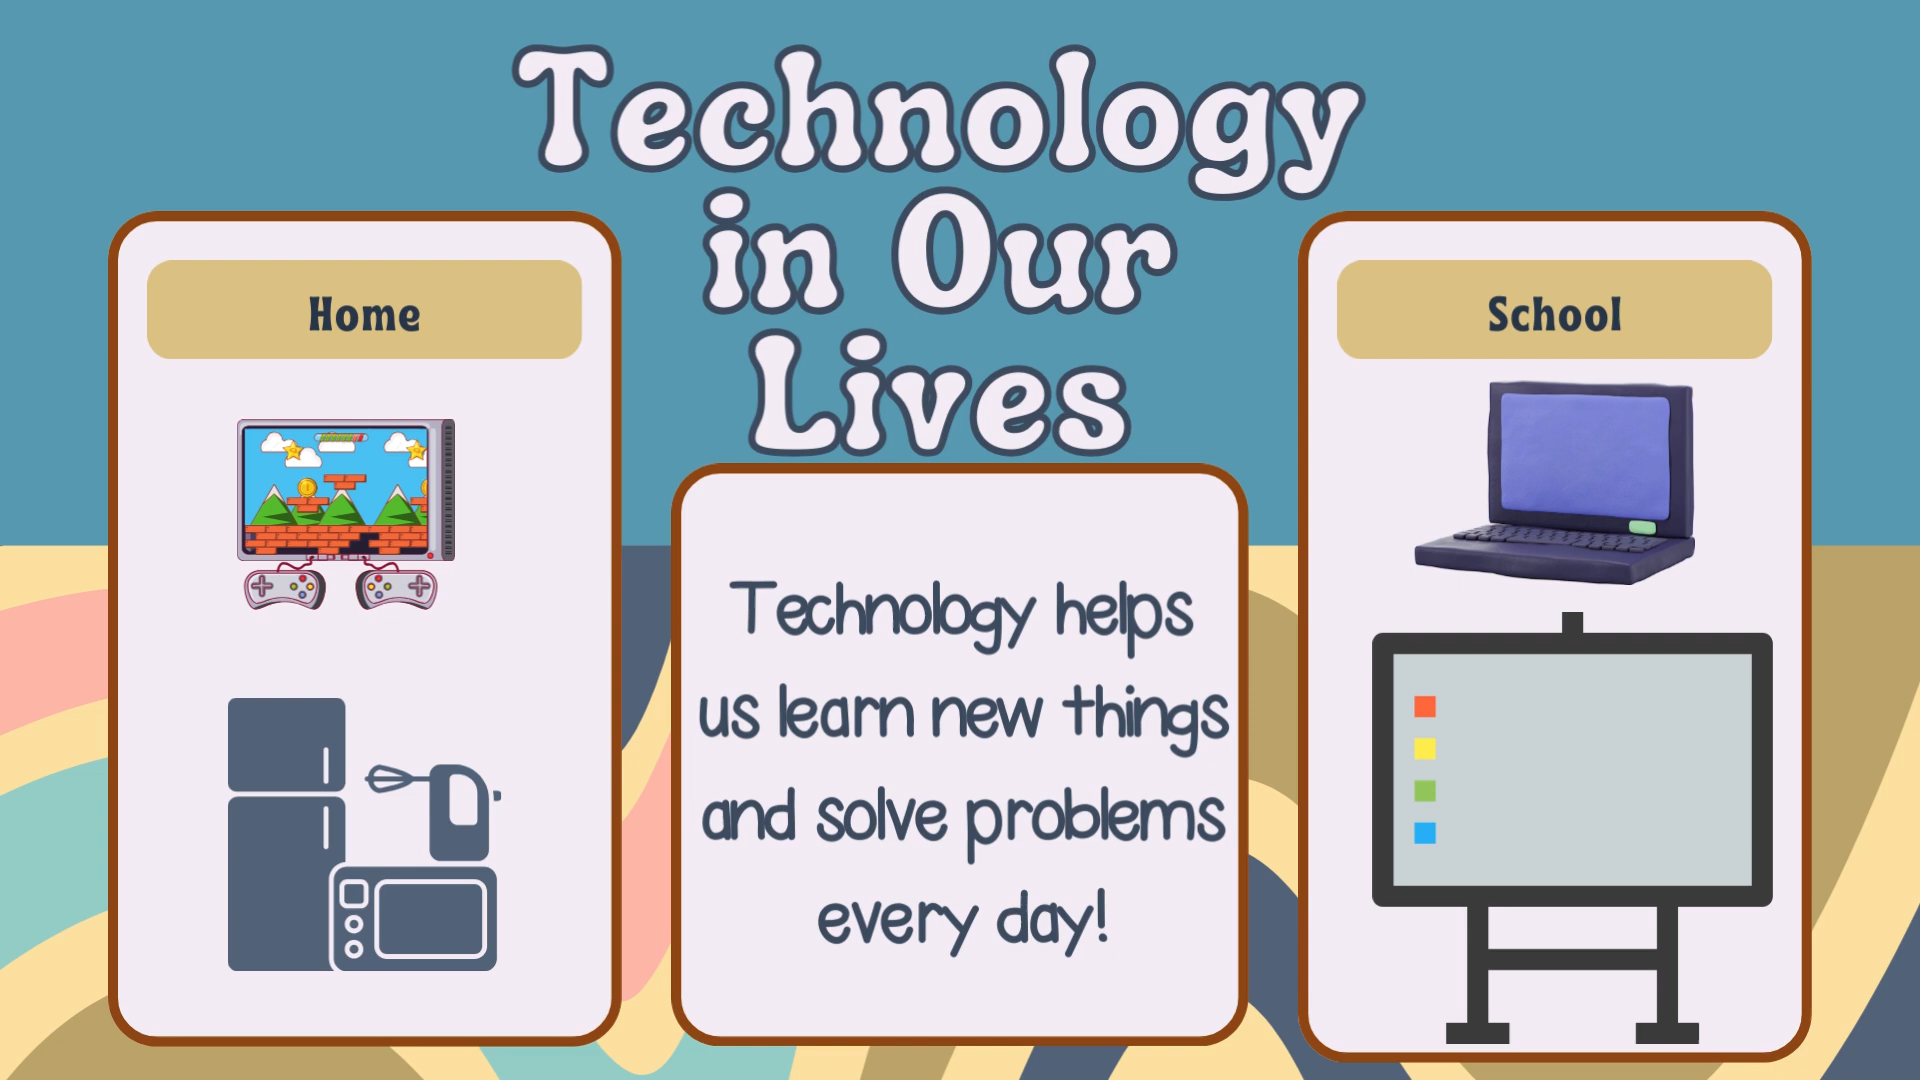 Technology
in Our
Lives
Home
School
Technology helps
us learn new things
and solve problems
every day!